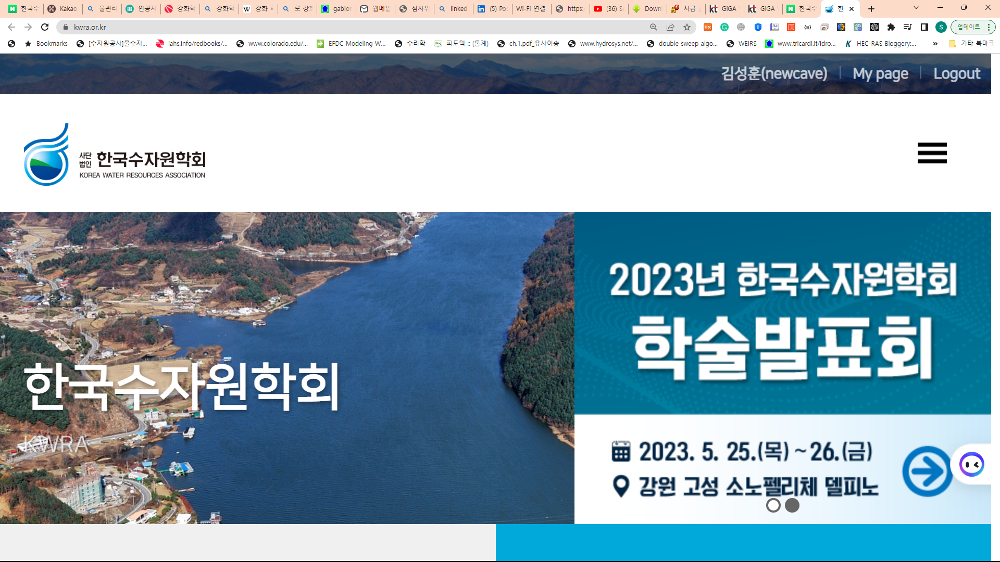 한국수
Kakao
물관리
인공지
강화학
강화학
강화 학
로 강화
gabior
웹메일
심사위
linked
(5) Pos
Wi-Fi 연결
https:/
(36) Se
Downl
지금
GiGA
GiGA
한국수
한국
kwra.or.kr
업데이트
Bookmarks
[수자원공사]물수지...
iahs.info/redbooks/...
www.colorado.edu/...
EFDC Modeling W...
수리학
피도텍 :: (통계)
ch.1.pdf_유사이송
www.hydrosys.net/...
double sweep algo...
WEIRS
www.tricardi.it/idro...
HEC-RAS Bloggery:...
»
기타 북마크
김성훈(newcave) | My page | Logout
사단법인 한국수자원학회
KOREA WATER RESOURCES ASSOCIATION
한국수자원학회
KWRA
2023년 한국수자원학회
학술발표회
2023. 5. 25.(목) ~ 26.(금)
강원 고성 소노펠리체 델피노